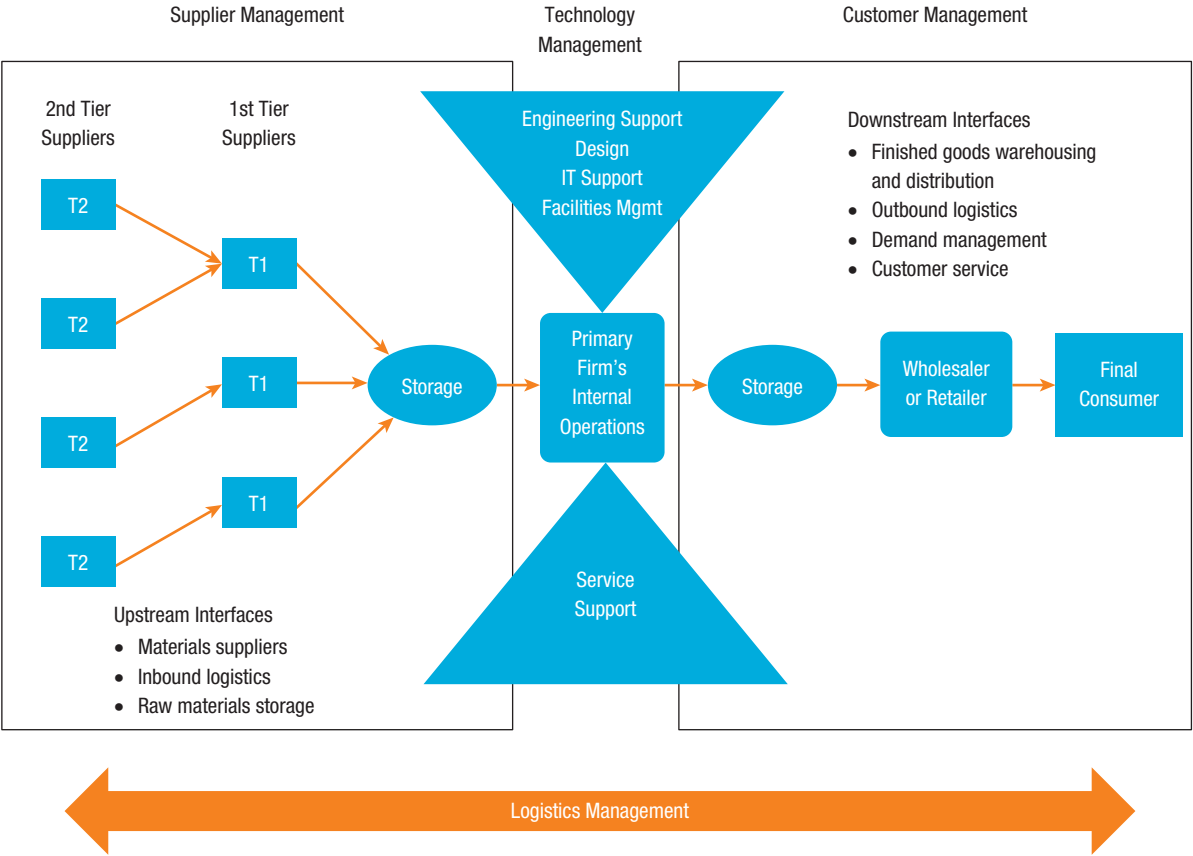 Supplier Management
Technology
Management
Customer Management
2nd Tier
Suppliers
1st Tier
Suppliers
T2
T2
T2
T2
T1
T1
T1
Storage
Upstream Interfaces
• Materials suppliers
• Inbound logistics
• Raw materials storage
Engineering Support
Design
IT Support
Facilities Mgmt
Primary
Firm’s
Internal
Operations
Service
Support
Downstream Interfaces
• Finished goods warehousing
and distribution
• Outbound logistics
• Demand management
• Customer service
Storage
Wholesaler
or Retailer
Final
Consumer
Logistics Management